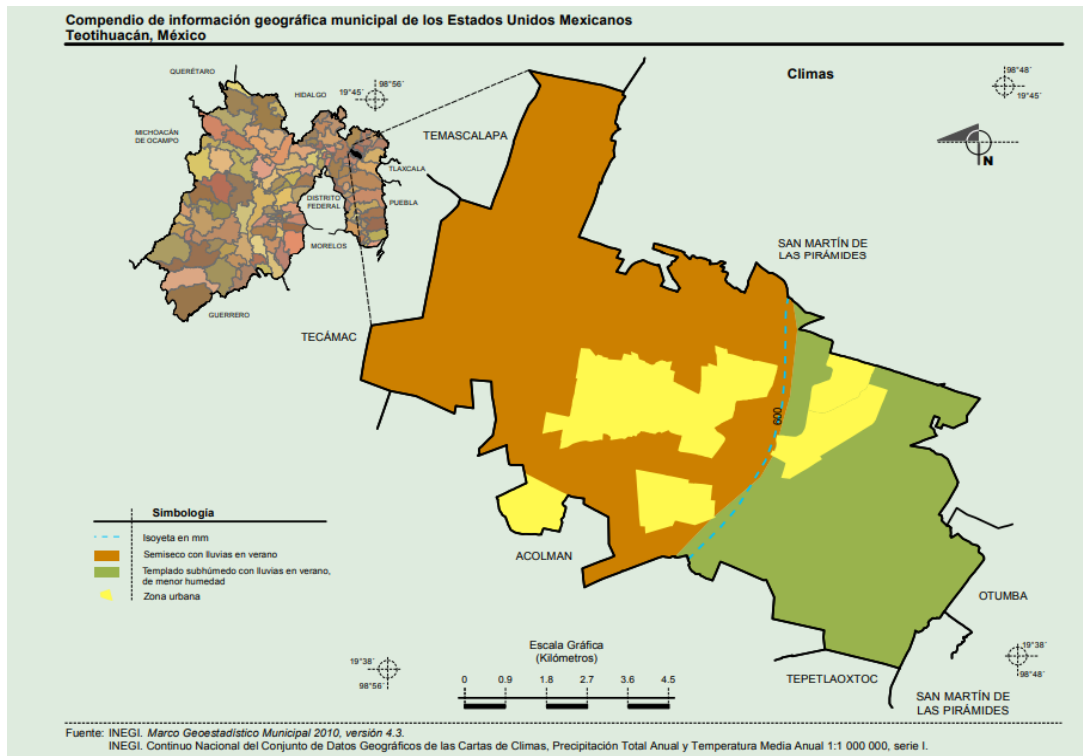 Compendio de información geográfica municipal de los Estados Unidos Mexicanos
Teotihuacán, México
QUERÉTARO
HIDALGO
19°45´
98°56´
Climas
98°48´
19°45´
MICHOACÁN
DE OCAMPO
TEMASCALAPA
N
TLAXCALA
DISTRITO
FEDERAL
PUEBLA
MORELOS
SAN MARTÍN DE
LAS PIRÁMIDES
GUERRERO
TECÁMAC
600
Simbología
Isoyeta en mm
Semiseco con lluvias en verano
Templado subhúmedo con lluvias en verano,
de menor humedad
Zona urbana
ACOLMAN
OTUMBA
Escala Gráfica
(Kilómetros)
0 0.9 1.8 2.7 3.6 4.5
19°38´
98°56´
19°38´
98°48´
TEPETLAOXTOC
SAN MARTÍN DE
LAS PIRÁMIDES
Fuente: INEGI. Marco Geoestadístico Municipal 2010, versión 4.3.
INEGI. Continuo Nacional del Conjunto de Datos Geográficos de las Cartas de Climas, Precipitación Total Anual y Temperatura Media Anual 1:1 000 000, serie I.